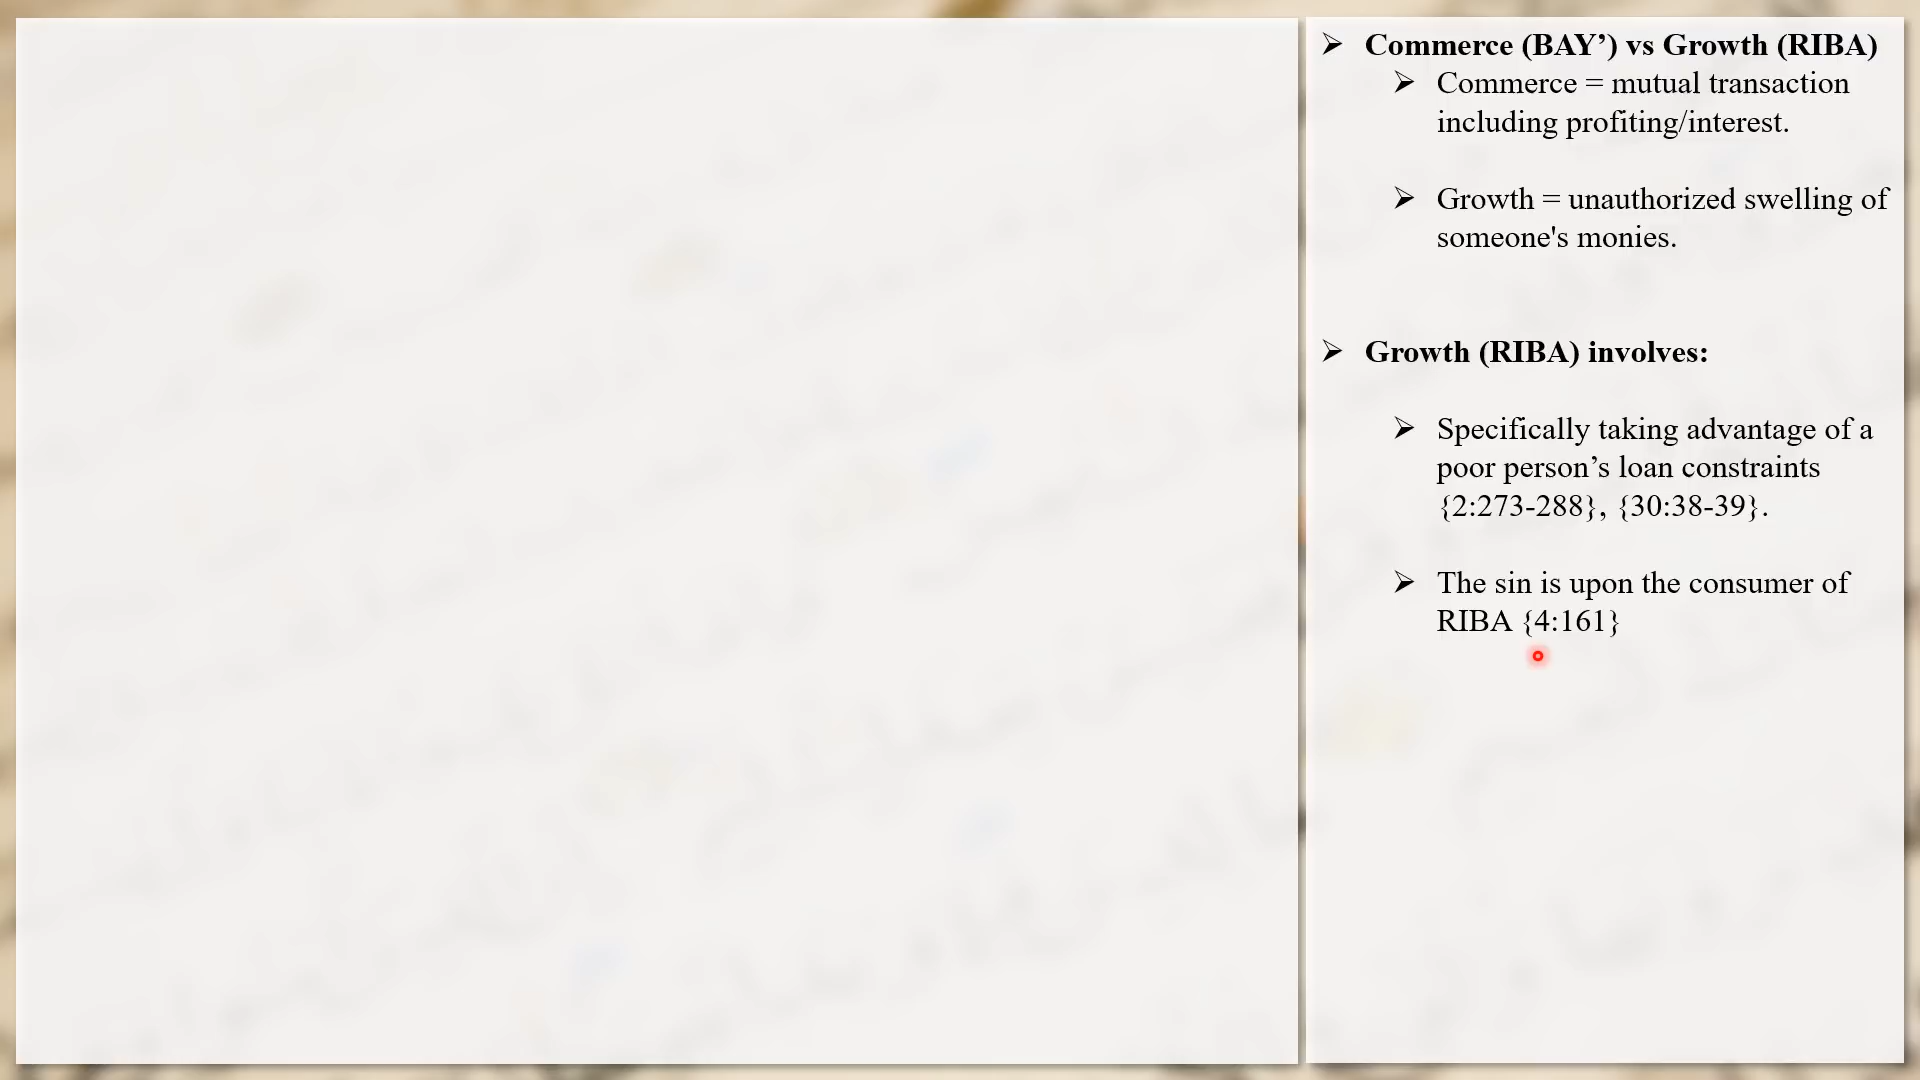 Commerce (BAY’) vs Growth (RIBA)
Commerce = mutual transaction
including profiting/interest.
Growth = unauthorized swelling of
someone's monies.
Growth (RIBA) involves:
Specifically taking advantage of a
poor person’s loan constraints
{2:273-288}, {30:38-39}.
The sin is upon the consumer of
RIBA {4:161}